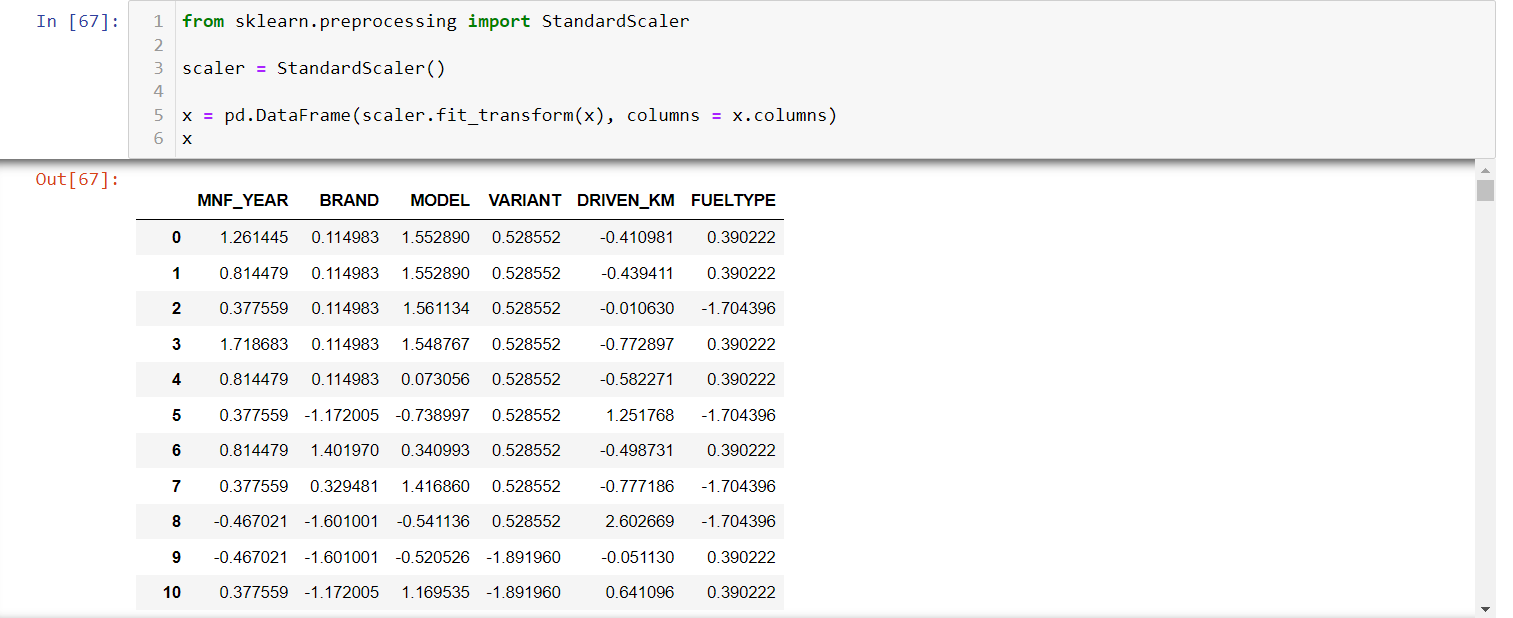 In [67]:
1 from sklearn.preprocessing import StandardScaler
2
3 scaler = StandardScaler()
4
5 x = pd.DataFrame(scaler.fit_transform(x), columns = x.columns)
6 x
Out[67]:
MNF_YEAR BRAND MODEL VARIANT DRIVEN_KM FUELTYPE
0 1.261445 0.114983 1.552890 0.528552 -0.410981 0.390222
1 0.814479 0.114983 1.552890 0.528552 -0.439411 0.390222
2 0.377559 0.114983 1.561134 0.528552 -0.010630 -1.704396
3 1.718683 0.114983 1.548767 0.528552 -0.772897 0.390222
4 0.814479 0.114983 0.073056 0.528552 -0.582271 0.390222
5 0.377559 -1.172005 -0.738997 0.528552 1.251768 -1.704396
6 0.814479 1.401970 0.340993 0.528552 -0.498731 0.390222
7 0.377559 0.329481 1.416860 0.528552 -0.777186 -1.704396
8 -0.467021 -1.601001 -0.541136 0.528552 2.602669 -1.704396
9 -0.467021 -1.601001 -0.520526 -1.891960 -0.051130 0.390222
10 0.377559 -1.172005 1.169535 -1.891960 0.641096 0.390222